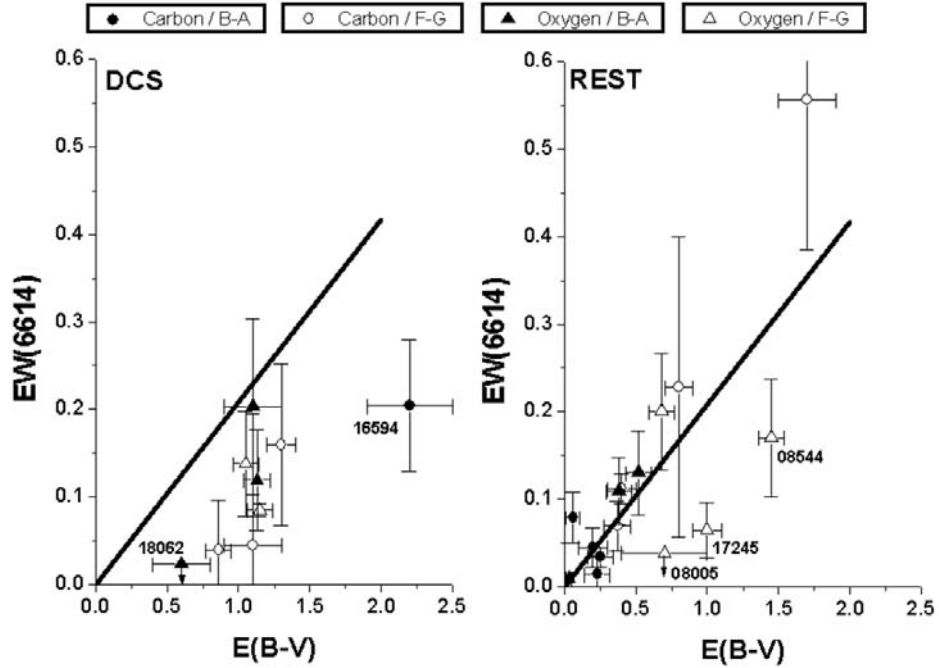 Carbon / B-A Carbon / F-G Oxygen / B-A Oxygen / F-G
DCS
EW(6614)
0.6
0.5
0.4
0.3
0.2
0.1
0.0
16594
18062
0.0 0.5 1.0 1.5 2.0 2.5
E(B-V)
REST
EW(6614)
0.6
0.5
0.4
0.3
0.2
0.1
0.0
08544
17245
08005
0.0 0.5 1.0 1.5 2.0 2.5
E(B-V)